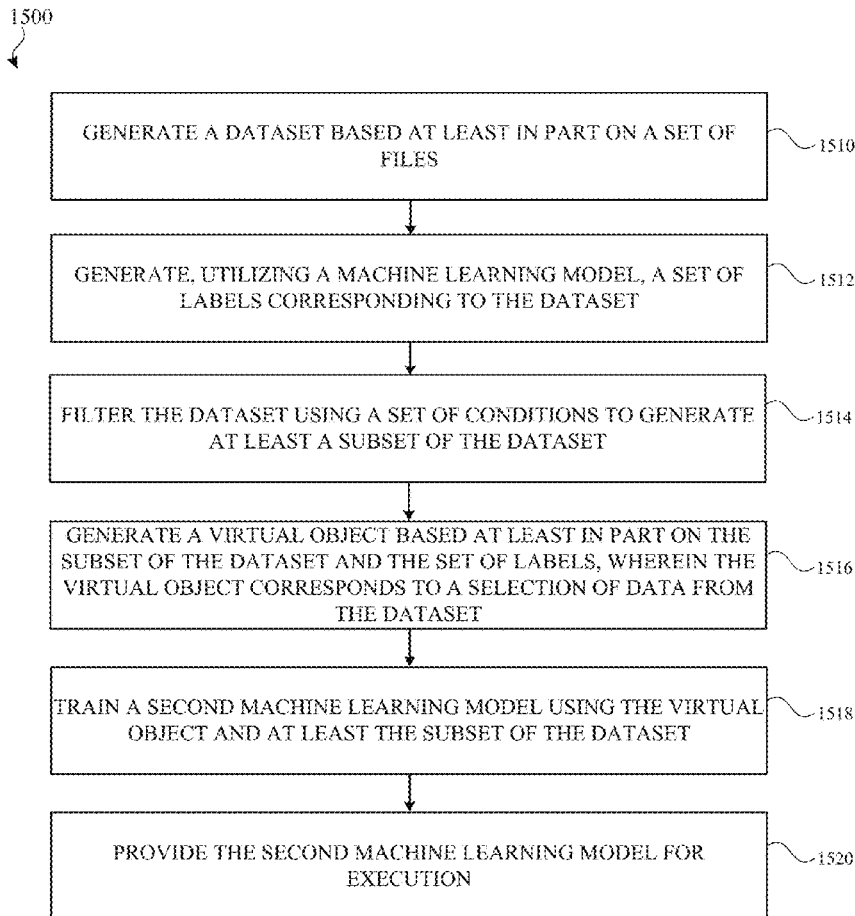 1500
GENERATE A DATASET BASED AT LEAST IN PART ON A SET OF
FILES
1510
GENERATE, UTILIZING A MACHINE LEARNING MODEL, A SET OF
LABELS CORRESPONDING TO THE DATASET
1512
FILTER THE DATASET USING A SET OF CONDITIONS TO GENERATE
AT LEAST A SUBSET OF THE DATASET
1514
GENERATE A VIRTUAL OBJECT BASED AT LEAST IN PART ON THE
SUBSET OF THE DATASET AND THE SET OF LABELS, WHEREIN THE
VIRTUAL OBJECT CORRESPONDS TO A SELECTION OF DATA FROM
THE DATASET
1516
TRAIN A SECOND MACHINE LEARNING MODEL USING THE VIRTUAL
OBJECT AND AT LEAST THE SUBSET OF THE DATASET
1518
PROVIDE THE SECOND MACHINE LEARNING MODEL FOR
EXECUTION
1520